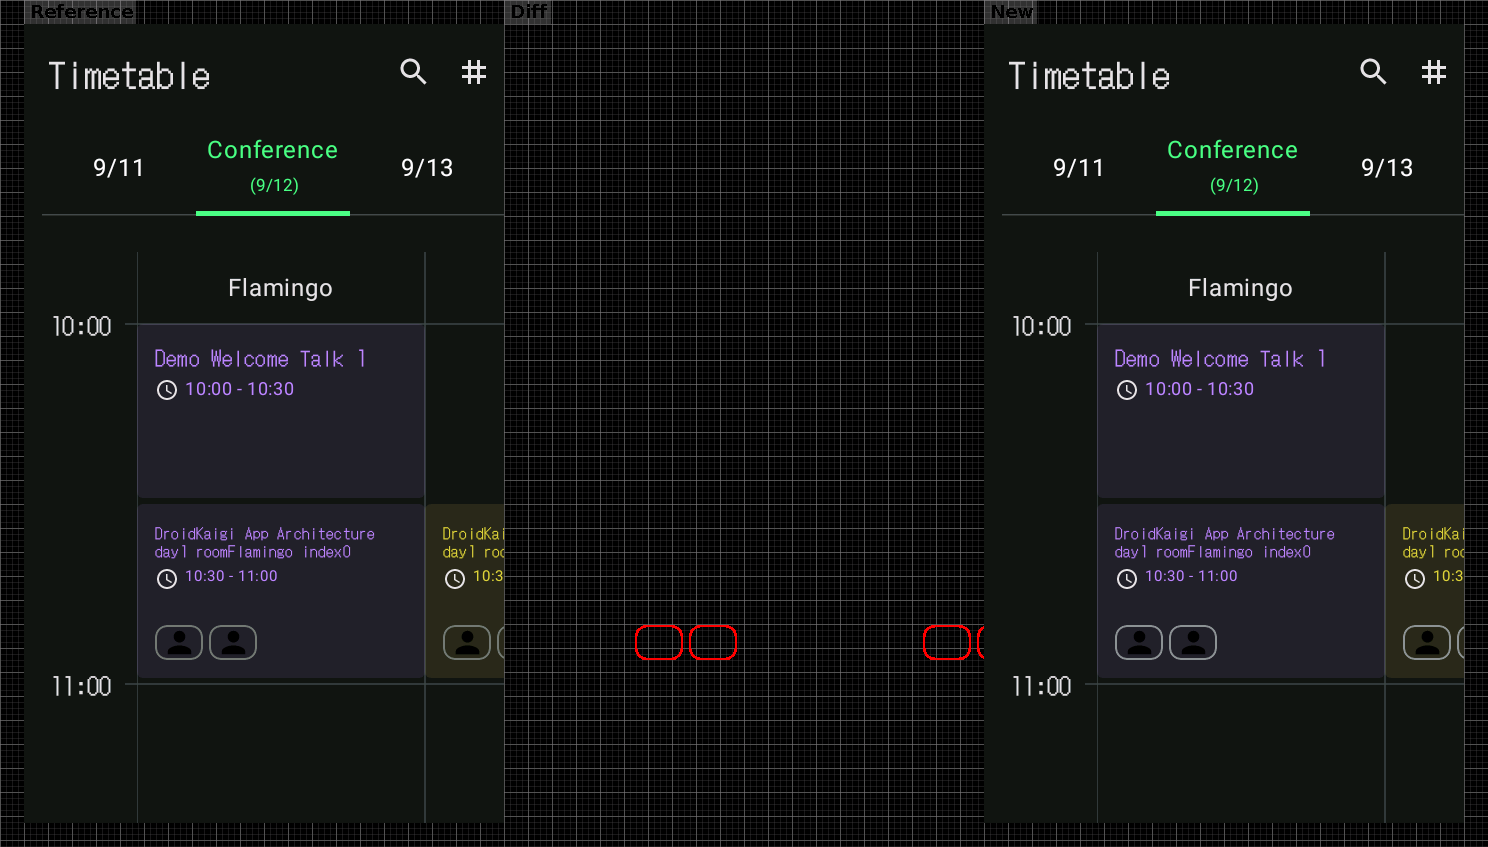 Reference
Diff
New
Timetable
9/11
Conference
(9/12)
9/13
Flamingo
10:00
Demo Welcome Talk 1
10:00 - 10:30
DroidKaigi App Architecture
day1 roomFlamingo index0
10:30 - 11:00
DroidKai
day1 roo
10:3
11:00
Timetable
9/11
Conference
(9/12)
9/13
Flamingo
10:00
Demo Welcome Talk 1
10:00 - 10:30
DroidKaigi App Architecture
day1 roomFlamingo index0
10:30 - 11:00
DroidKai
day1 roo
10:3
11:00